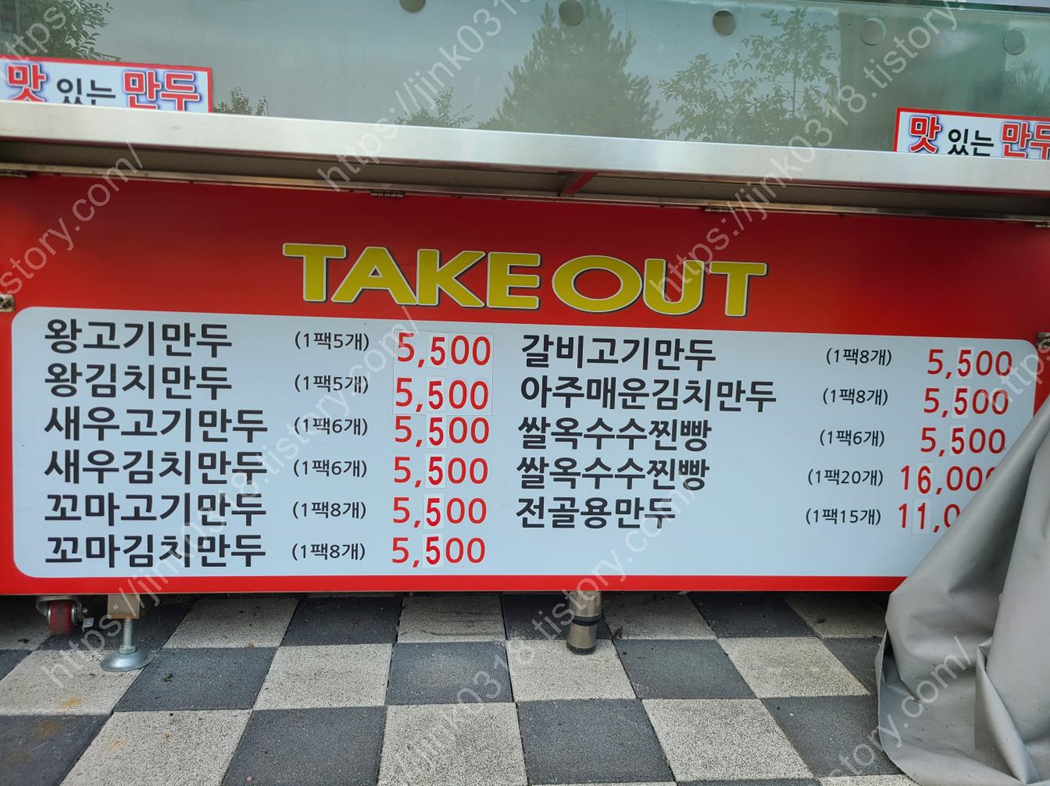 맛 있는 만두
맛 있는 만두
TAKE OUT
왕고기만두 (1팩5개) 5,500
왕김치만두 (1팩5개) 5,500
새우고기만두 (1팩6개) 5,500
새우김치만두 (1팩6개) 5,500
꼬마고기만두 (1팩8개) 5,500
꼬마김치만두 (1팩8개) 5,500
갈비고기만두 (1팩8개) 5,500
아주매운김치만두 (1팩8개) 5,500
쌀옥수수찐빵 (1팩6개) 5,500
쌀옥수수찐빵 (1팩20개) 16,000
전골용만두 (1팩15개)
https://jink0318.tistory.com/